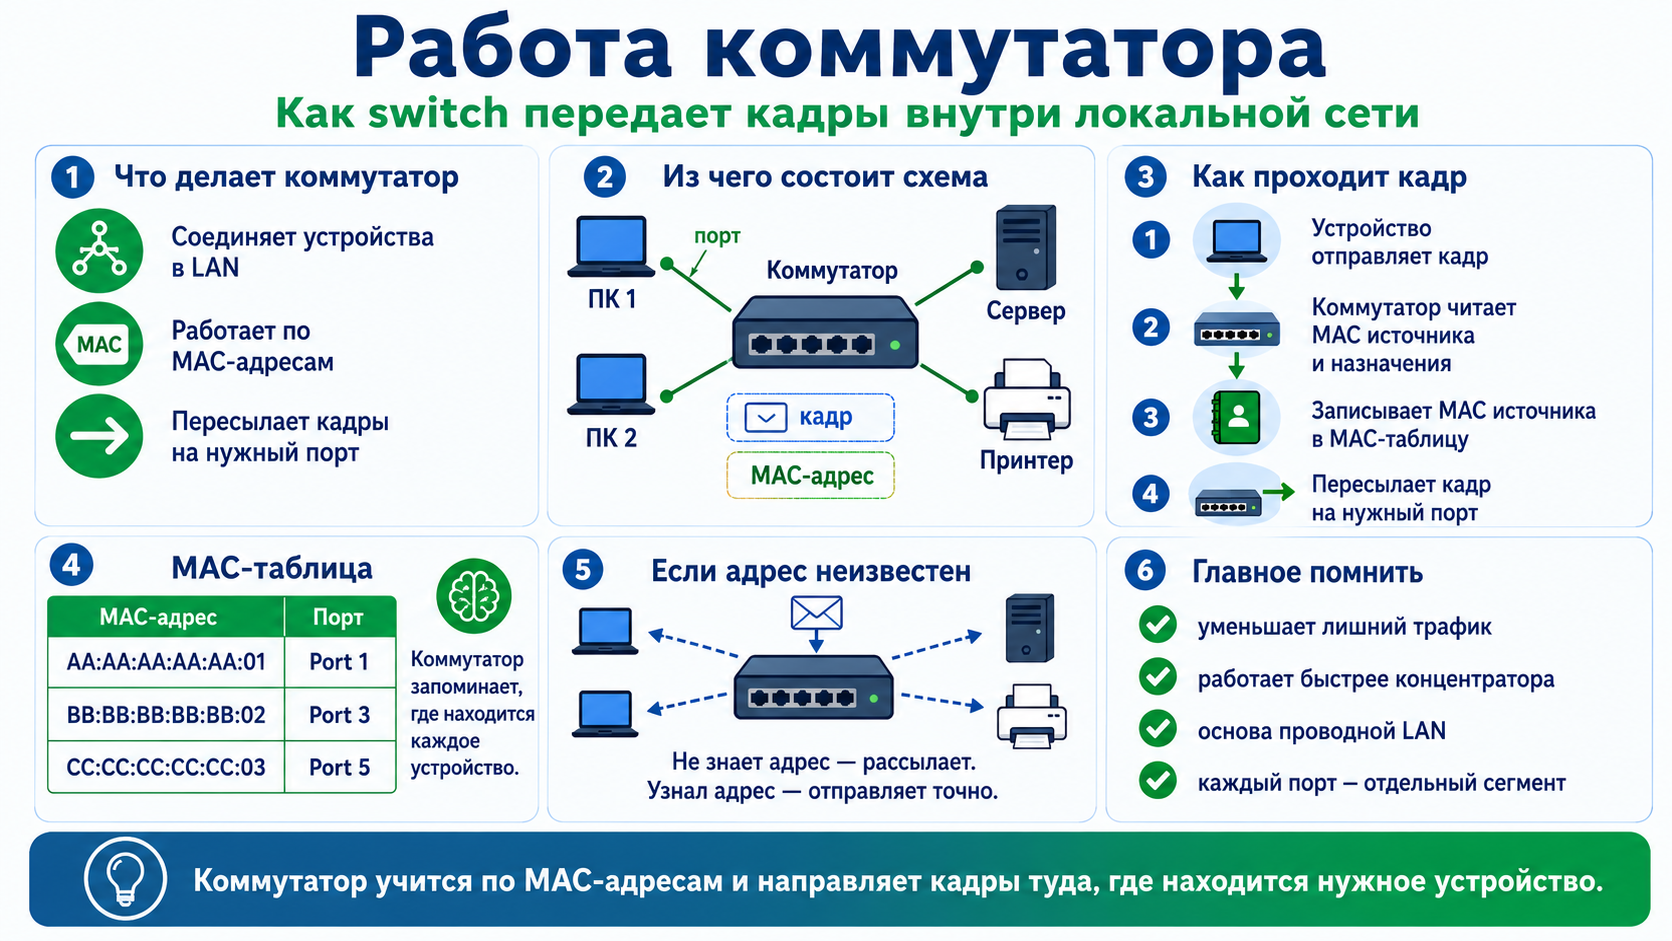 Работа коммутатора
Как switch передает кадры внутри локальной сети
1 Что делает коммутатор
Соединяет устройства
в LAN
MAC
Работает по
MAC-адресам
Пересылает кадры
на нужный порт
2 Из чего состоит схема
порт
Коммутатор
ПК 1
Сервер
ПК 2
кадр
MAC-адрес
Принтер
3 Как проходит кадр
1 Устройство
отправляет кадр
2 Коммутатор читает
MAC источника
и назначения
3 Записывает MAC источника
в MAC-таблицу
4 Пересылает кадр
на нужный порт
4 MAC-таблица
MAC-адрес Порт
AA:AA:AA:AA:AA:01 Port 1
BB:BB:BB:BB:BB:02 Port 3
CC:CC:CC:CC:CC:03 Port 5
Коммутатор
запоминает,
где находится
каждое
устройство.
5 Если адрес неизвестен
Не знает адрес — рассылает.
Узнал адрес — отправляет точно.
6 Главное помнить
уменьшает лишний трафик
работает быстрее концентратора
основа проводной LAN
каждый порт – отдельный сегмент
Коммутатор учится по MAC-адресам и направляет кадры туда, где находится нужное устройство.